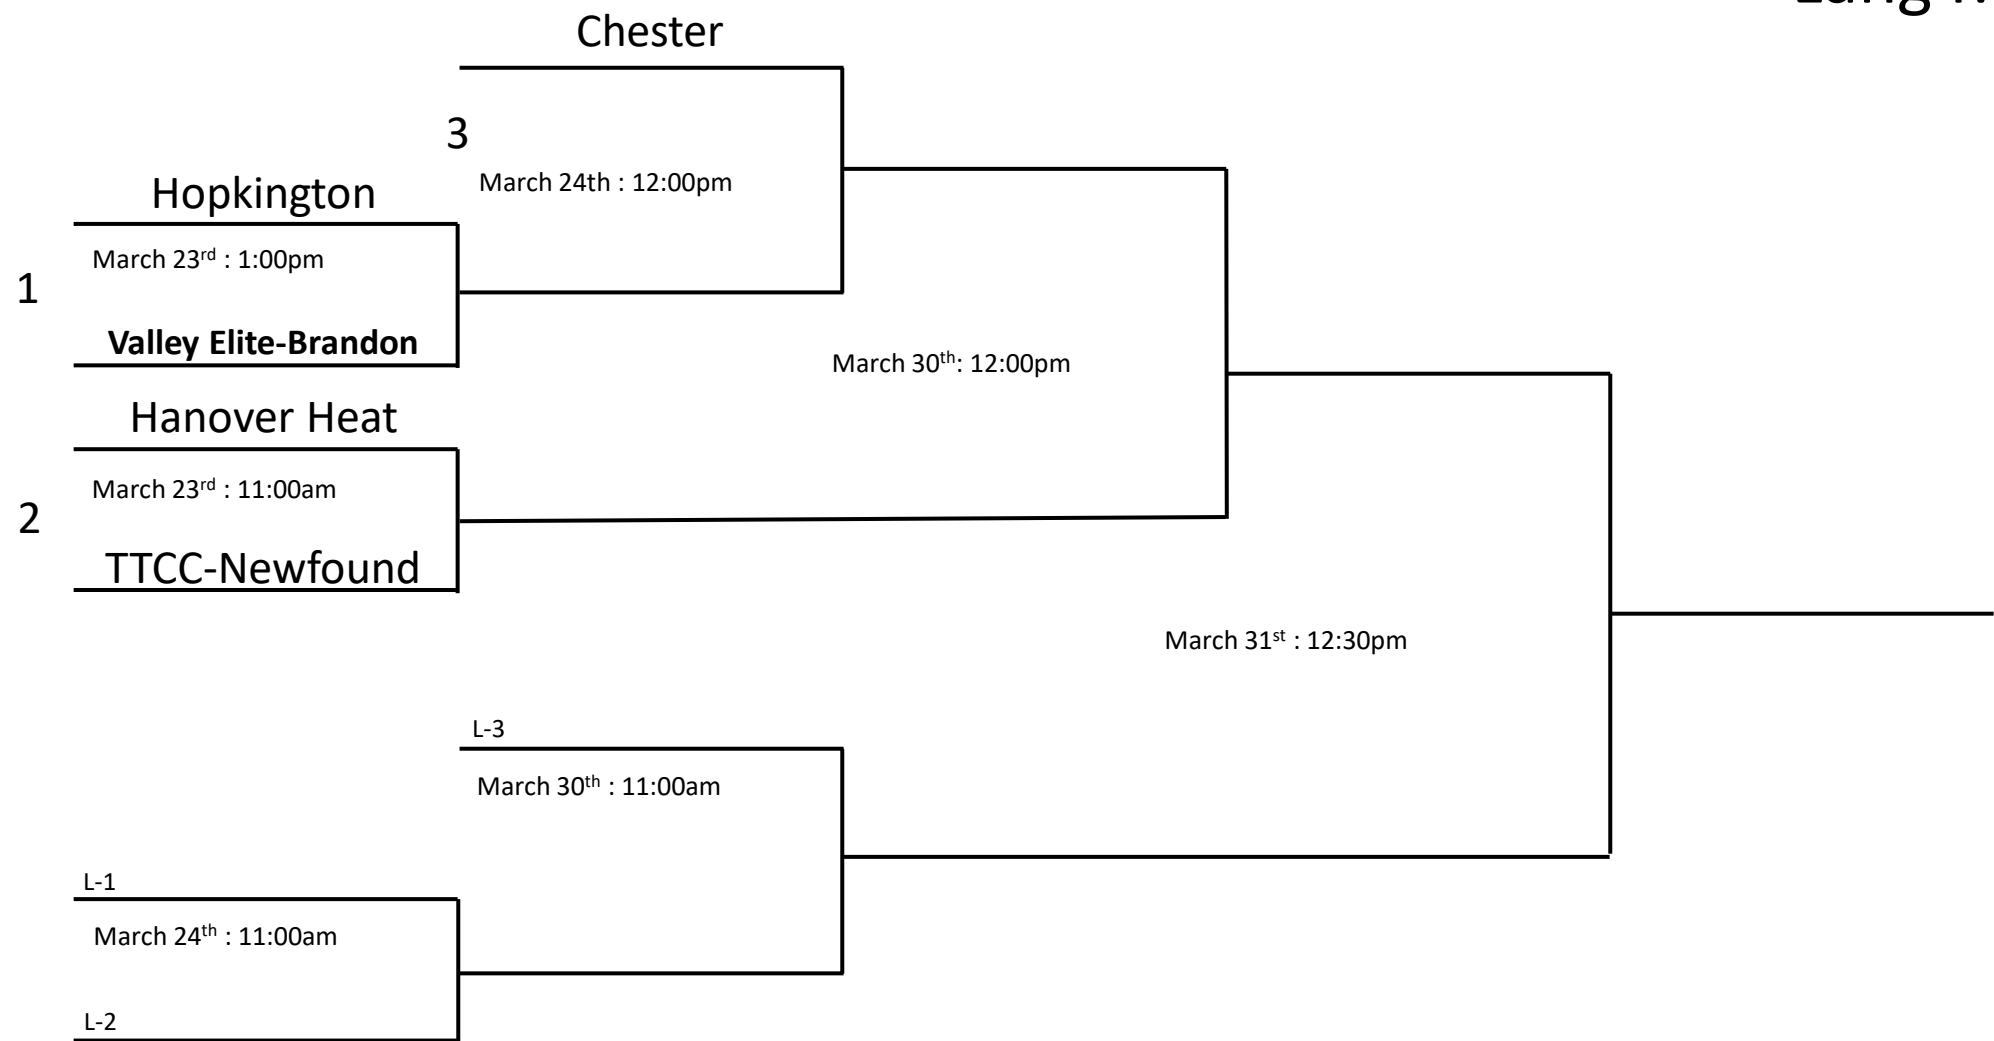 Chester
3
March 24th : 12:00pm
Hopkington
March 23rd : 1:00pm
1
Valley Elite-Brandon
March 30th: 12:00pm
Hanover Heat
March 23rd : 11:00am
2
TTCC-Newfound
March 31st : 12:30pm
L-3
March 30th : 11:00am
L-1
March 24th : 11:00am
L-2